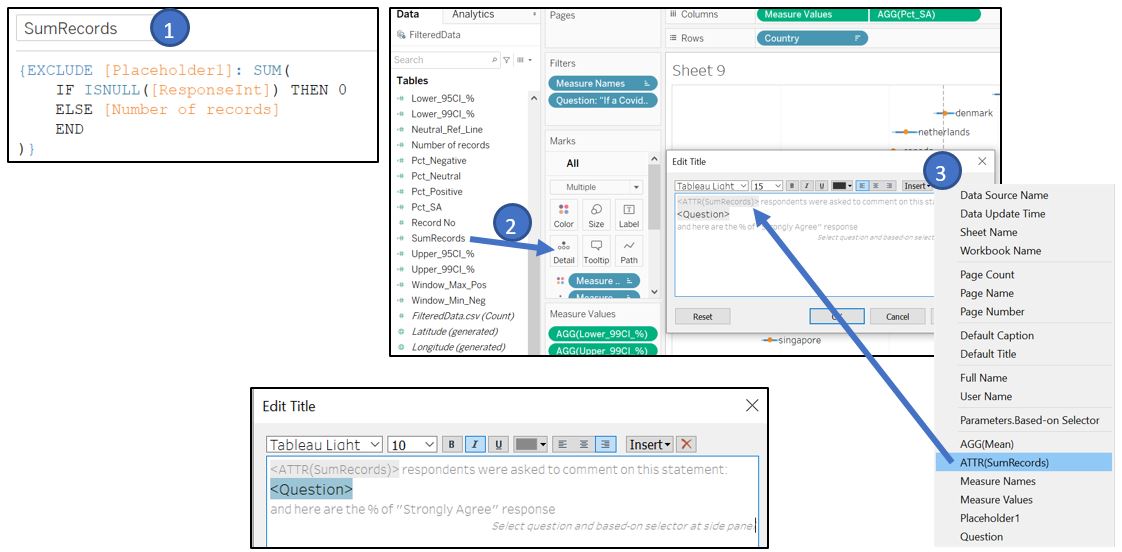 SumRecords
1
{EXCLUDE [Placeholder1]: SUM(
IF ISNULL([ResponseInt]) THEN 0
ELSE [Number of records]
END
)}
Data
Analytics
FilteredData
Search
Tables
Lower_95CI_%
Lower_99CI_%
Neutral_Ref_Line
Number of records
Pct_Negative
Pct_Neutral
Pct_Positive
Pct_SA
Record No
SumRecords
Upper_95CI_%
Upper_99CI_%
Window_Max_Pos
Window_Min_Neg
FilteredData.csv (Count)
Latitude (generated)
Longitude (generated)
2
Pages
Filters
Measure Names
Question: "If a Covid..
Marks
All
Multiple
Color
Size
Label
Detail
Tooltip
Path
Measure ..
Measure
Measure Values
AGG(Lower_99CI_%)
AGG(Upper_99CI_%)
Columns
Measure Values
AGG(Pct_SA)
Rows
Country
Sheet 9
denmark
netherlands
singapore
Edit Title
3
Tableau Light
15
B
I
U
Insert
<ATTR(SumRecords)> respondents were asked to comment on this statem
<Question>
and here are the % of "Strongly Agree" response
Select question and based-on select
Reset
Cancel
Data Source Name
Data Update Time
Sheet Name
Workbook Name
Page Count
Page Name
Page Number
Default Caption
Default Title
Full Name
User Name
Parameters.Based-on Selector
AGG(Mean)
ATTR(SumRecords)
Measure Names
Measure Values
Placeholder1
Question
Edit Title
Tableau Light
10
B
I
U
Insert
<ATTR(SumRecords)> respondents were asked to comment on this statement:
<Question>
and here are the % of "Strongly Agree" response
Select question and based-on selector at side pane.